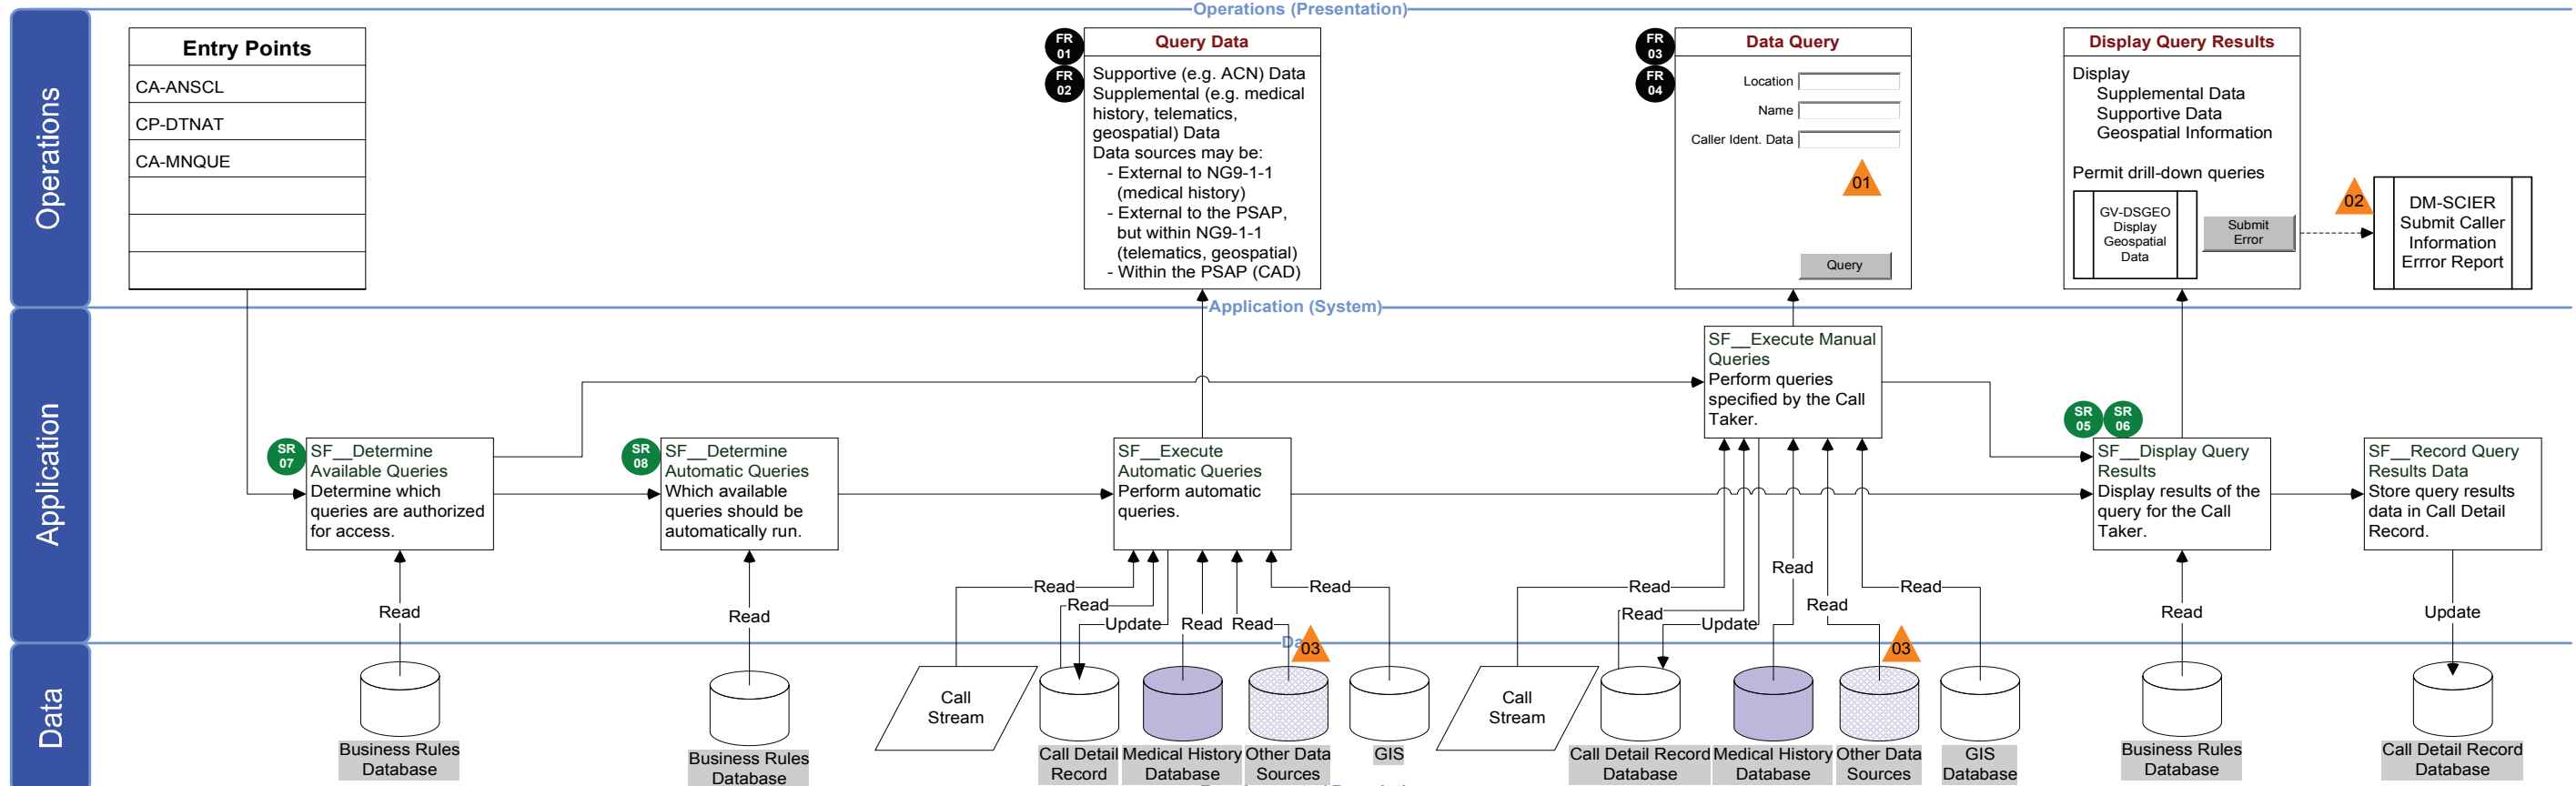 Operations (Presentation)
Operations
Entry Points
CA-ANSCL
CP-DTNAT
CA-MNQUE
FR
01
FR
02
Query Data
Supportive (e.g. ACN) Data
Supplemental (e.g. medical
history, telematics,
geospatial) Data
Data sources may be:
- External to NG9-1-1
(medical history)
- External to the PSAP,
but within NG9-1-1
(telematics, geospatial)
- Within the PSAP (CAD)
FR
03
FR
04
Data Query
Location
Name
Caller Ident. Data
01
Query
Display Query Results
Display
Supplemental Data
Supportive Data
Geospatial Information
Permit drill-down queries
GV-DSGEO
Display
Geospatial
Data
Submit
Error
02
DM-SCIER
Submit Caller
Information
Errror Report
Application (System)
Application
SR
07
SF__Determine
Available Queries
Determine which
queries are authorized
for access.
SR
08
SF__Determine
Automatic Queries
Which available
queries should be
automatically run.
SF__Execute
Automatic Queries
Perform automatic
queries.
SF__Execute Manual
Queries
Perform queries
specified by the Call
Taker.
SR
05
SR
06
SF__Display Query
Results
Display results of the
query for the Call
Taker.
SF__Record Query
Results Data
Store query results
data in Call Detail
Record.
Read
Read
Read
Read
Update
Read
Read
Read
Read
Read
Update
Read
Read
Read
Read
Update
Data
03
03
Business Rules
Database
Business Rules
Database
Call
Stream
Call Detail
Record
Medical History
Database
Other Data
Sources
GIS
Call
Stream
Call Detail Record
Database
Medical History
Database
Other Data
Sources
GIS
Database
Business Rules
Database
Call Detail Record
Database